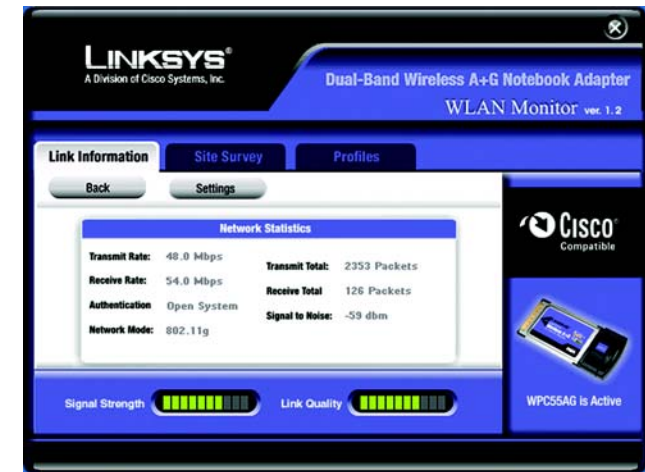 LINKSYS®
A Division of Cisco Systems, Inc.
Dual-Band Wireless A+G Notebook Adapter
WLAN Monitor ver. 1.2
Link Information
Site Survey
Profiles
Back
Settings
Network Statistics
Transmit Rate: 48.0 Mbps
Receive Rate: 54.0 Mbps
Authentication Open System
Network Mode: 802.11g
Transmit Total: 2353 Packets
Receive Total 126 Packets
Signal to Noise: -59 dbm
CISCO
Compatible
Signal Strength
Link Quality
WPC55AG is Active